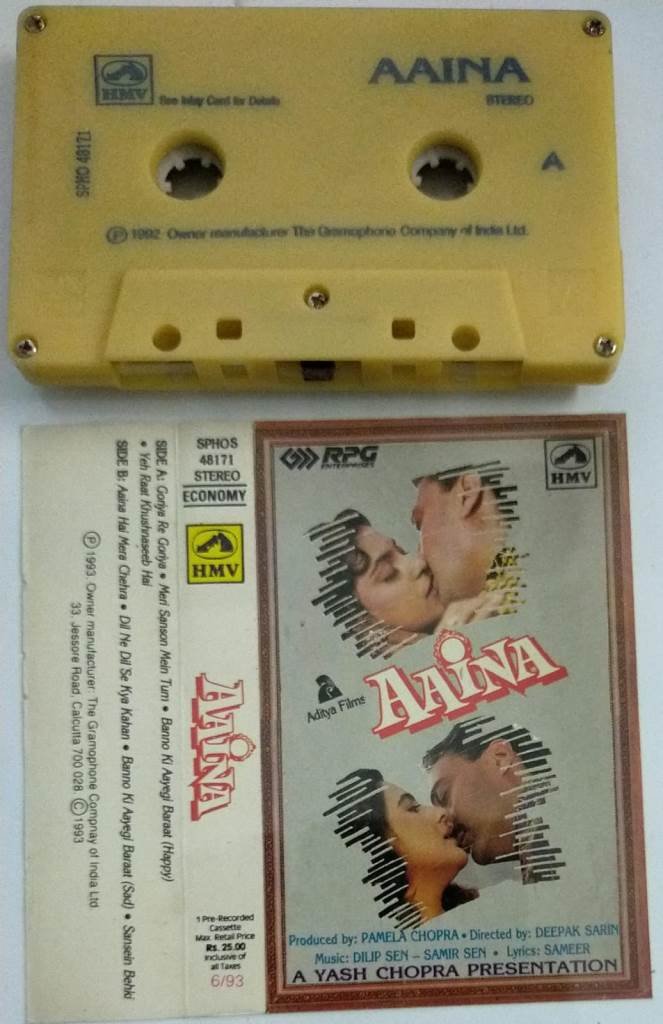 HMV
See Inlay Card for Details
AAINA
STEREO
A
SPHO 48171
Ⓟ 1992 Owner manufacturer The Gramophone Company of India Ltd.
RPG
ENTERPRISES
HMV
AAINA
Aditya Films
Produced by: PAMELA CHOPRA • Directed by: DEEPAK SARIN
Music: DILIP SEN – SAMIR SEN • Lyrics: SAMEER
A YASH CHOPRA PRESENTATION
SPHOS
48171
STEREO
ECONOMY
HMV
AAINA
1 Pre-Recorded
Cassette
Max. Retail Price
Rs. 25.00
Inclusive of
all Taxes
6/93
SIDE A: Goriya Re Goriya • Meri Sanson Mein Tum • Banno Ki Aayegi Baraat (Happy)
• Yeh Raat Khushnaseeb Hai
SIDE B: Aaina Hai Mera Chehra • Dil Ne Dil Se Kya Kahan • Banno Ki Aayegi Baraat (Sad) • Sansein Behki
Ⓟ 1993. Owner manufacturer: The Gramophone Compnay of India Ltd
33, Jessore Road, Calcutta 700 028. Ⓒ 1993